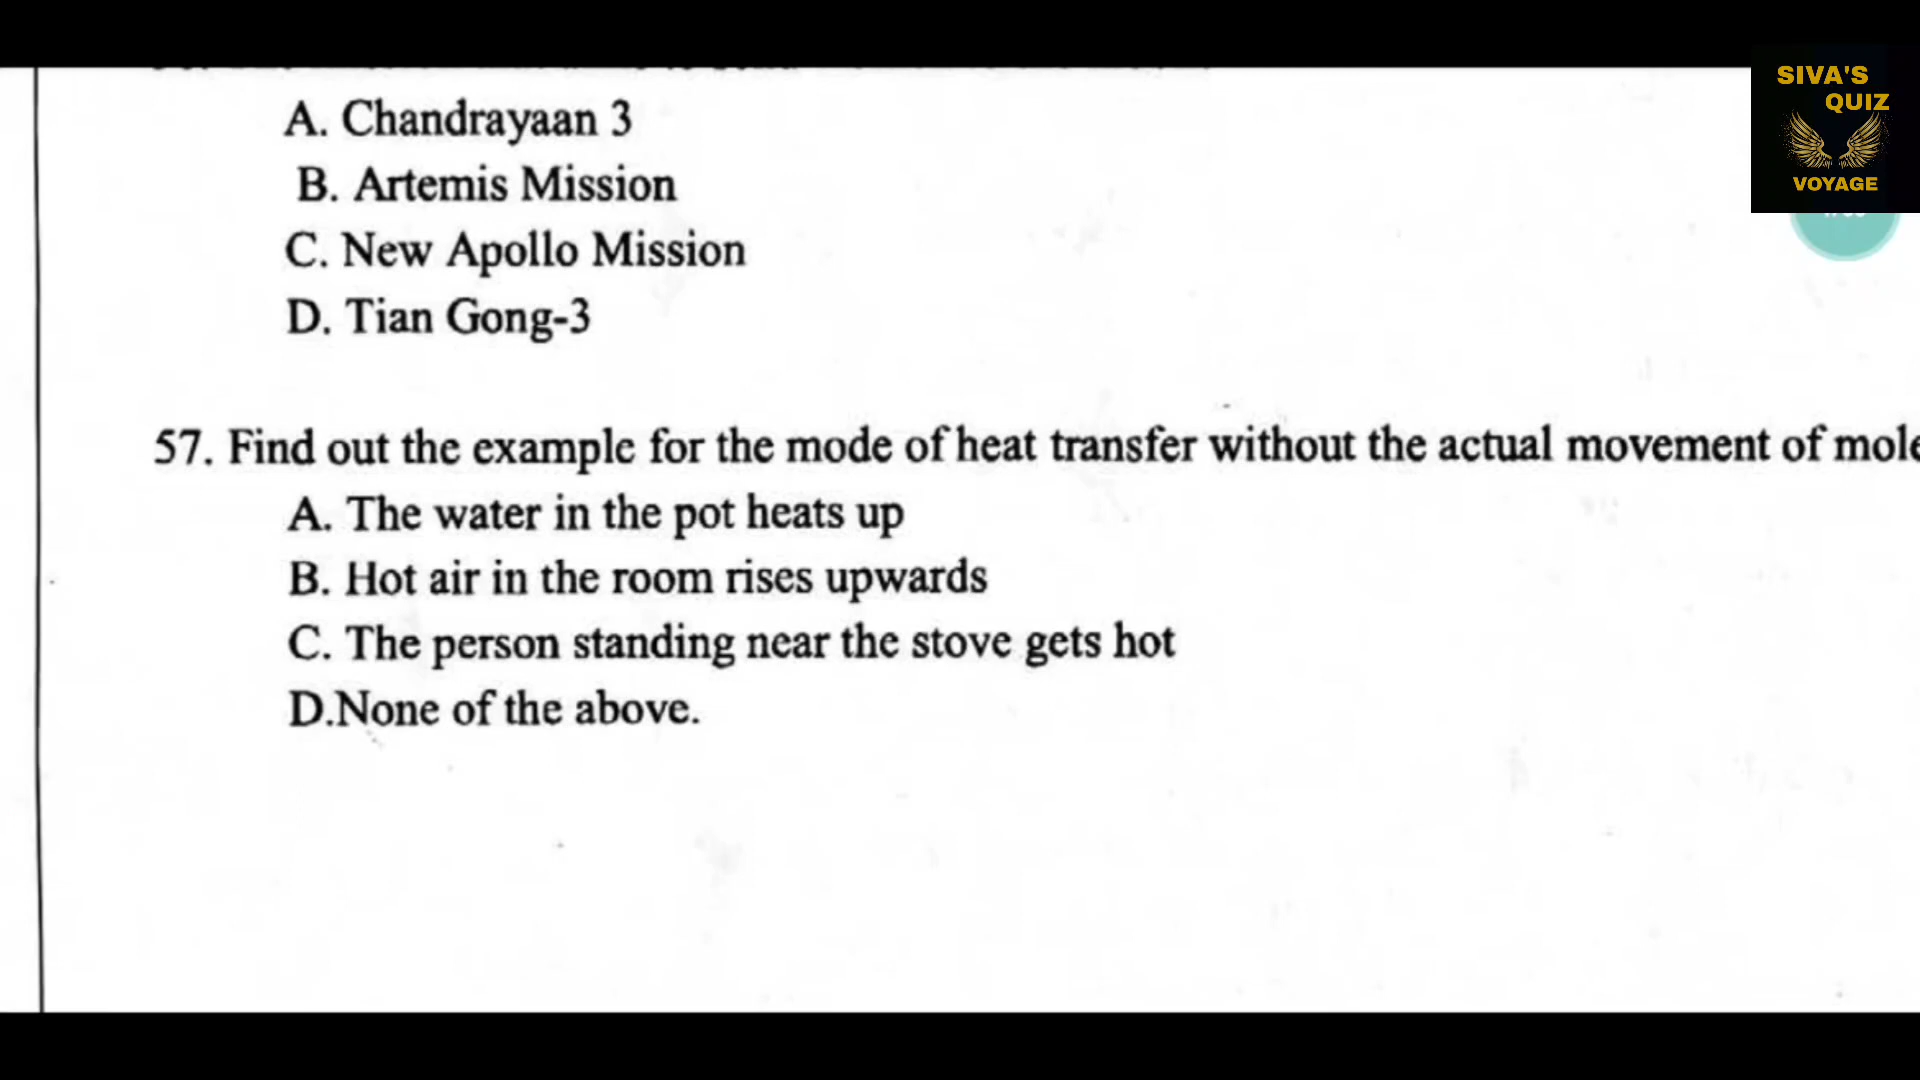 SIVA'S
QUIZ
VOYAGE
A. Chandrayaan 3
B. Artemis Mission
C. New Apollo Mission
D. Tian Gong-3
57. Find out the example for the mode of heat transfer without the actual movement of mole
A. The water in the pot heats up
B. Hot air in the room rises upwards
C. The person standing near the stove gets hot
D.None of the above.